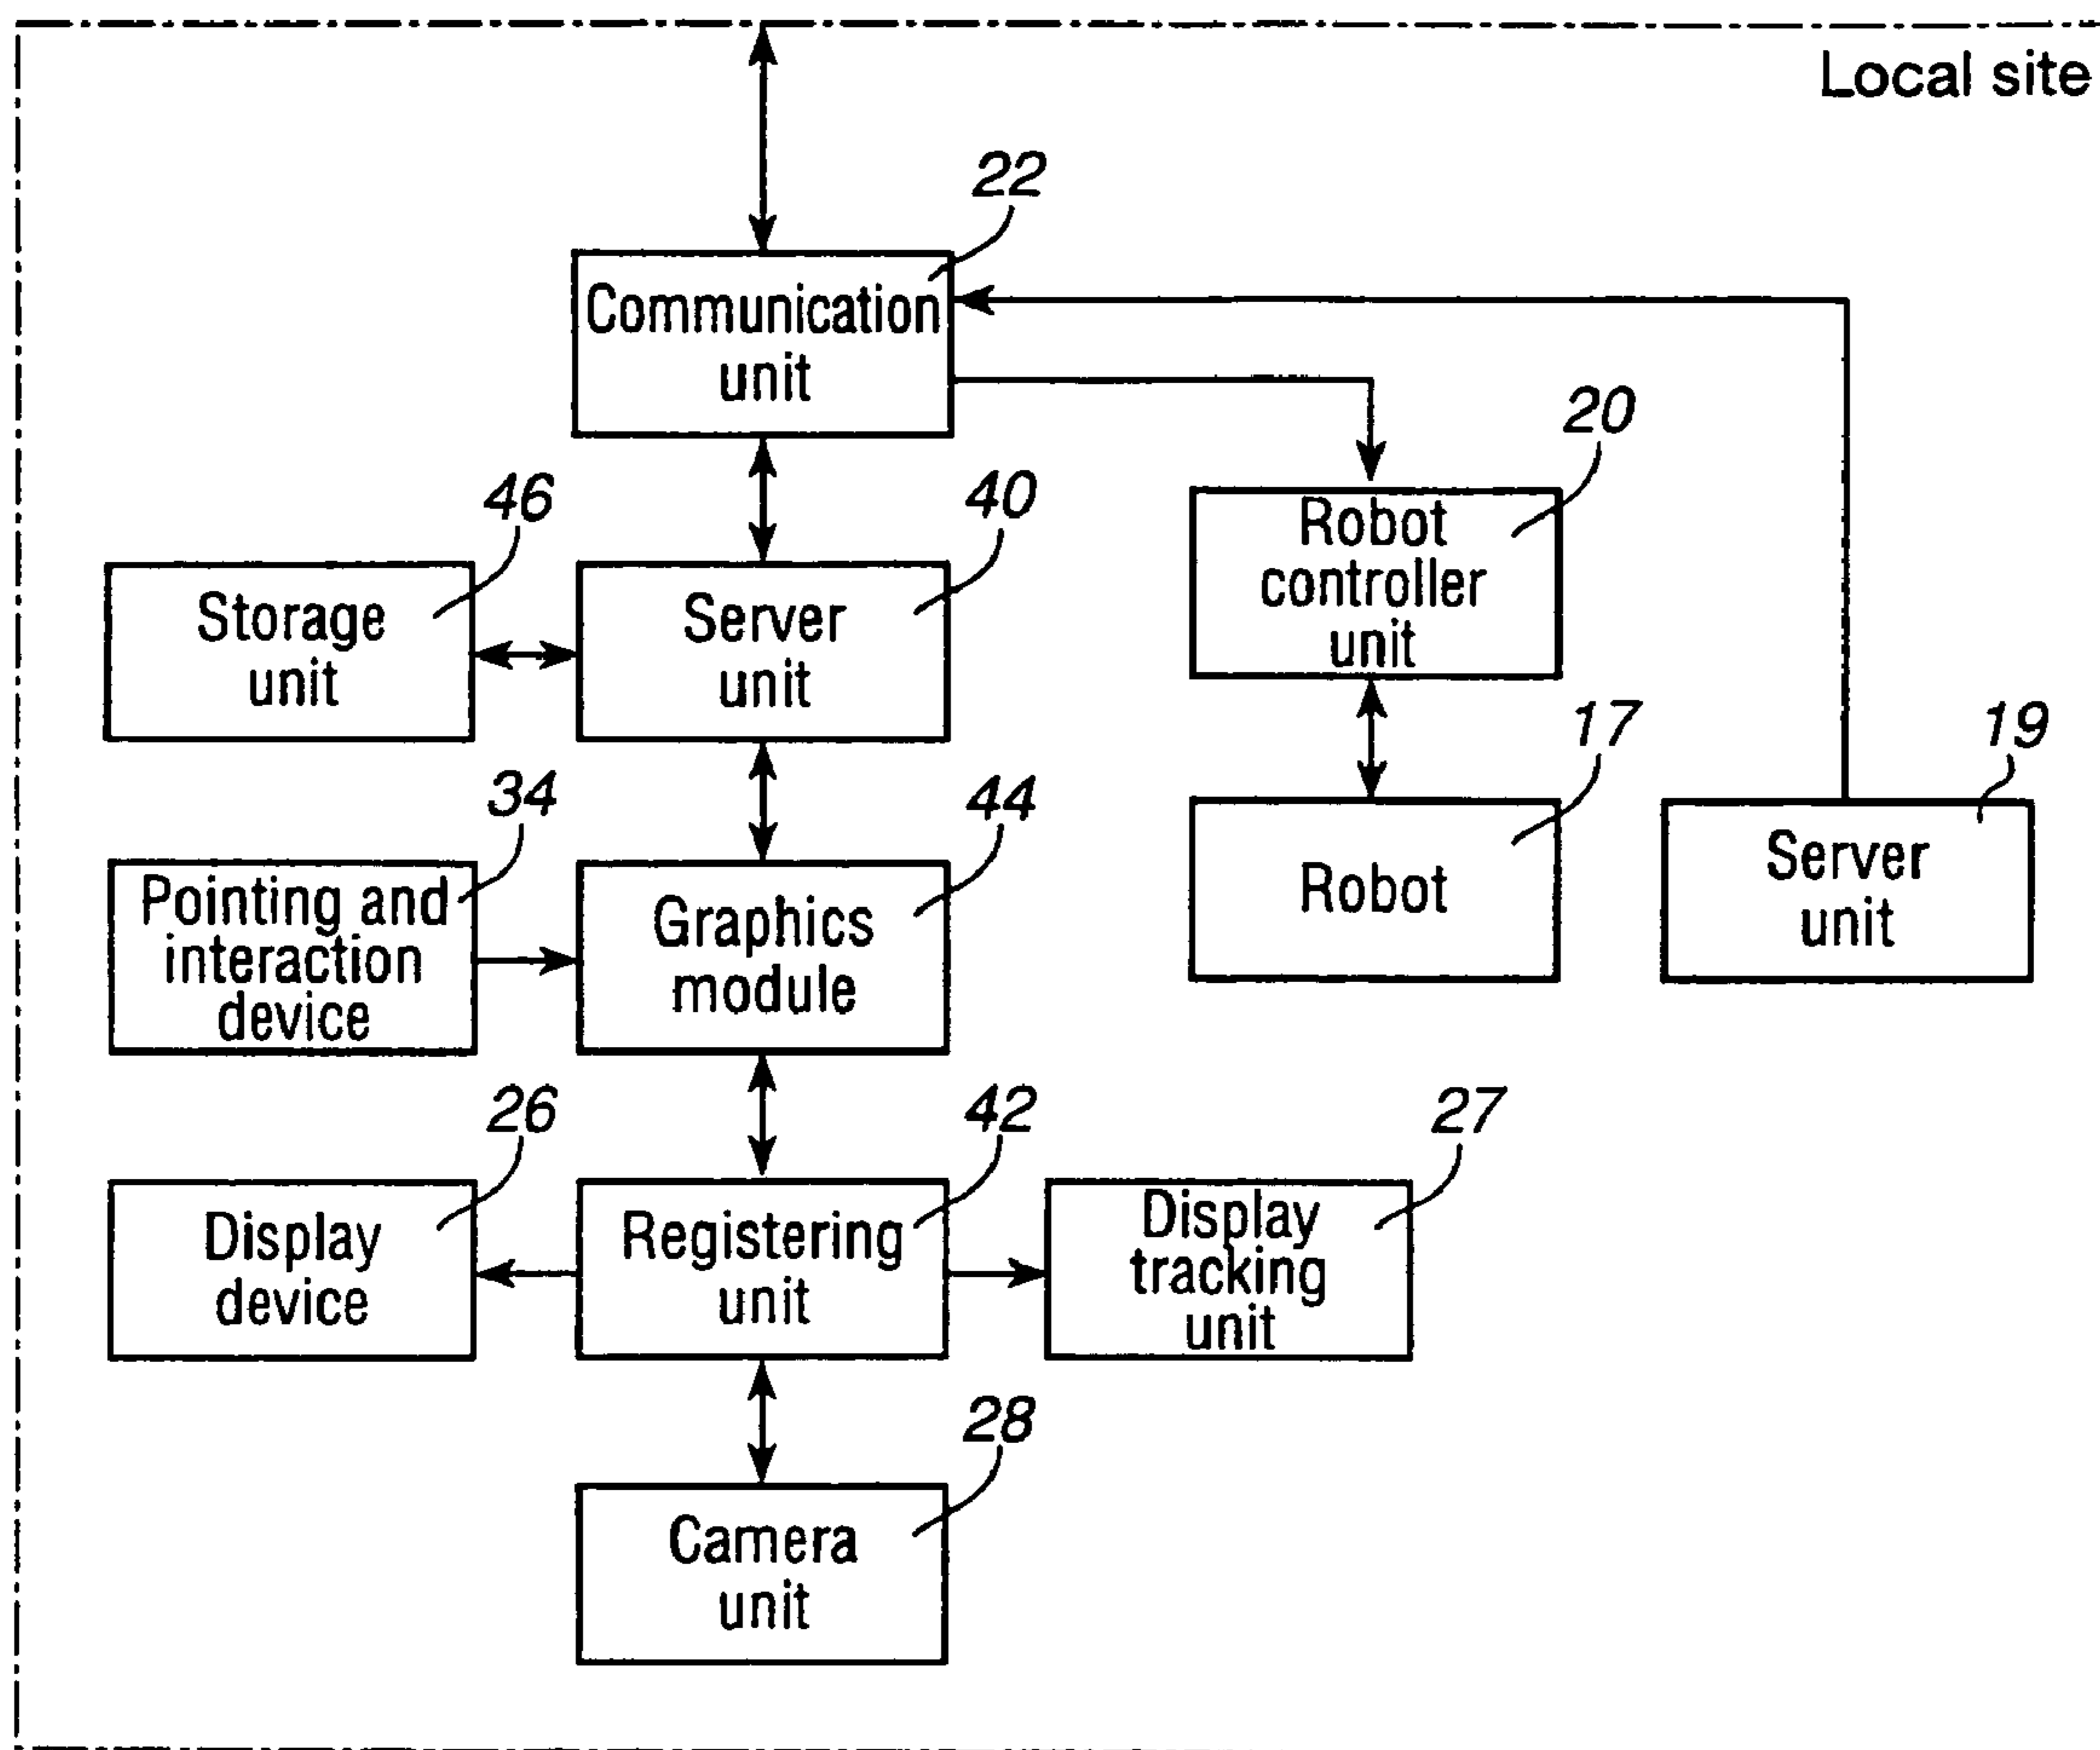 Local site
22
Communication
unit
20
46
40
Robot
controller
unit
Storage
unit
Server
unit
17
19
34
44
Robot
Server
unit
Pointing and
interaction
device
Graphics
module
26
42
27
Display
device
Registering
unit
Display
tracking
unit
28
Camera
unit